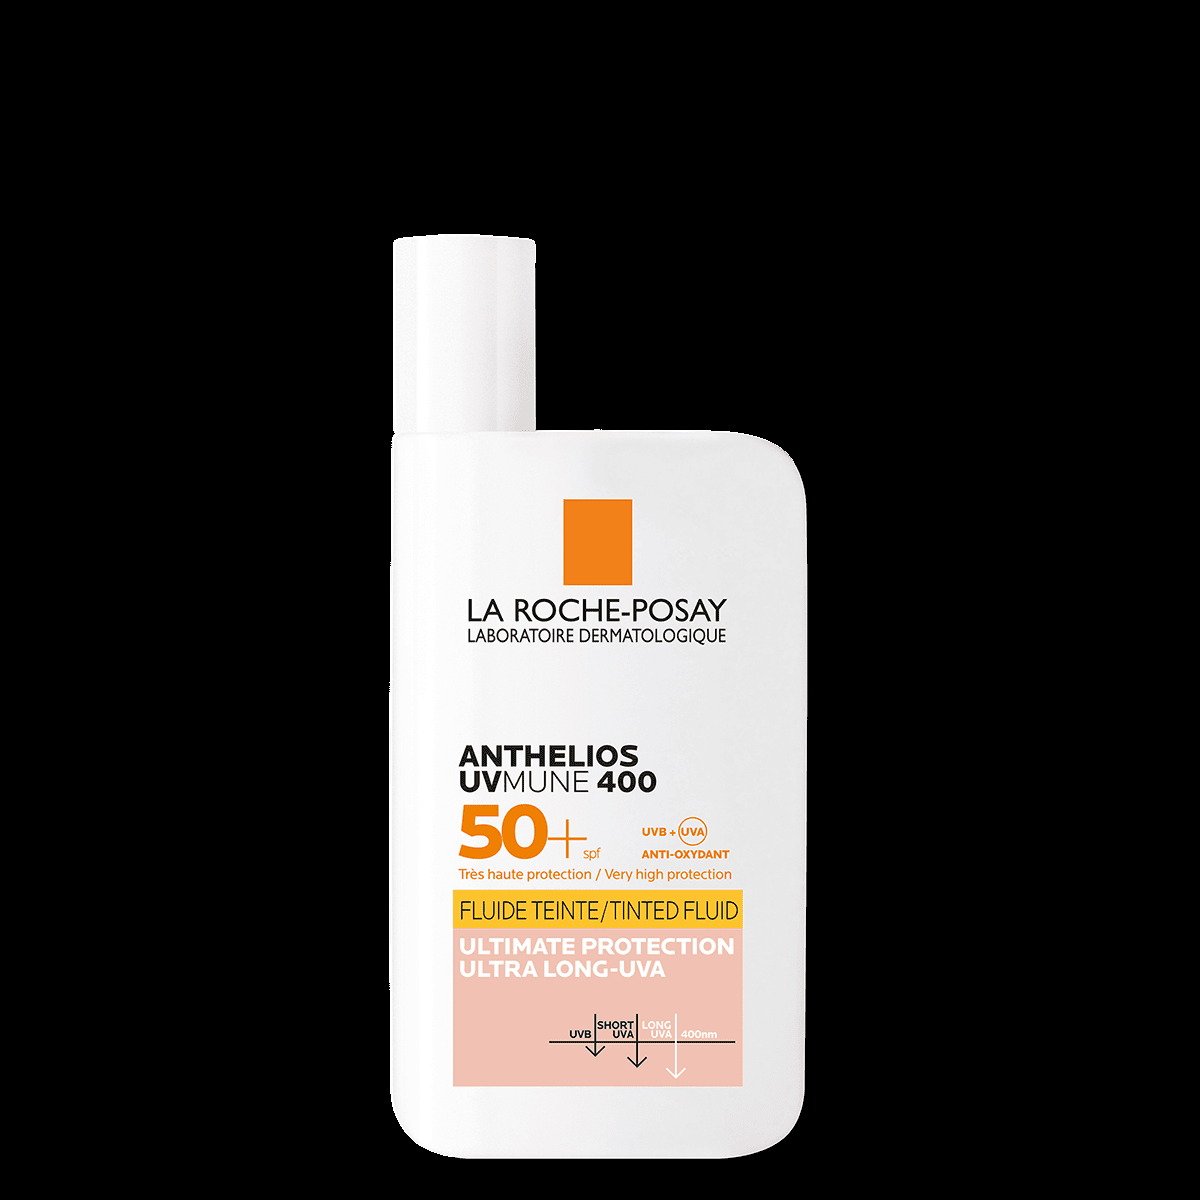 LA ROCHE-POSAY
LABORATOIRE DERMATOLOGIQUE
ANTHELIOS
UVMUNE 400
50+ spf
UVB + UVA
ANTI-OXYDANT
Très haute protection / Very high protection
FLUIDE TEINTE/TINTED FLUID
ULTIMATE PROTECTION
ULTRA LONG-UVA
UVB
SHORT
UVA
LONG
UVA
400nm